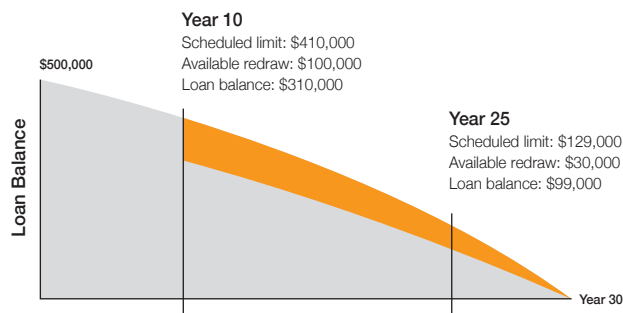 Year 10
Scheduled limit: $410,000
Available redraw: $100,000
Loan balance: $310,000
$500,000
Year 25
Scheduled limit: $129,000
Available redraw: $30,000
Loan balance: $99,000
Loan Balance
Year 30